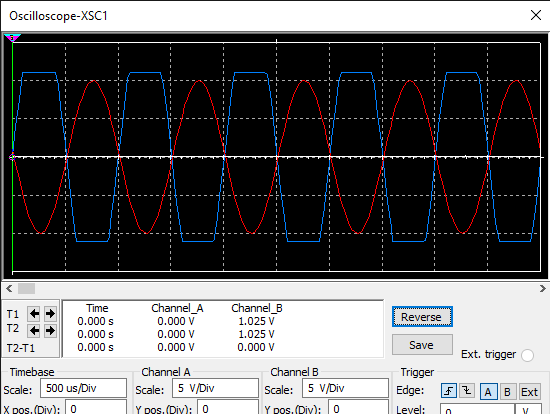 Oscilloscope-XSC1
T1
T2
T2-T1
Time Channel_A Channel_B
0.000 s 0.000 V 1.025 V
0.000 s 0.000 V 1.025 V
0.000 s 0.000 V 0.000 V
Reverse
Save
Ext. trigger
Timebase
Scale: 500 us/Div
X pos.(Div): 0
Channel A
Scale: 5 V/Div
Y pos.(Div): 0
Channel B
Scale: 5 V/Div
Y pos.(Div): 0
Trigger
Edge: A B Ext
Level: 0 V